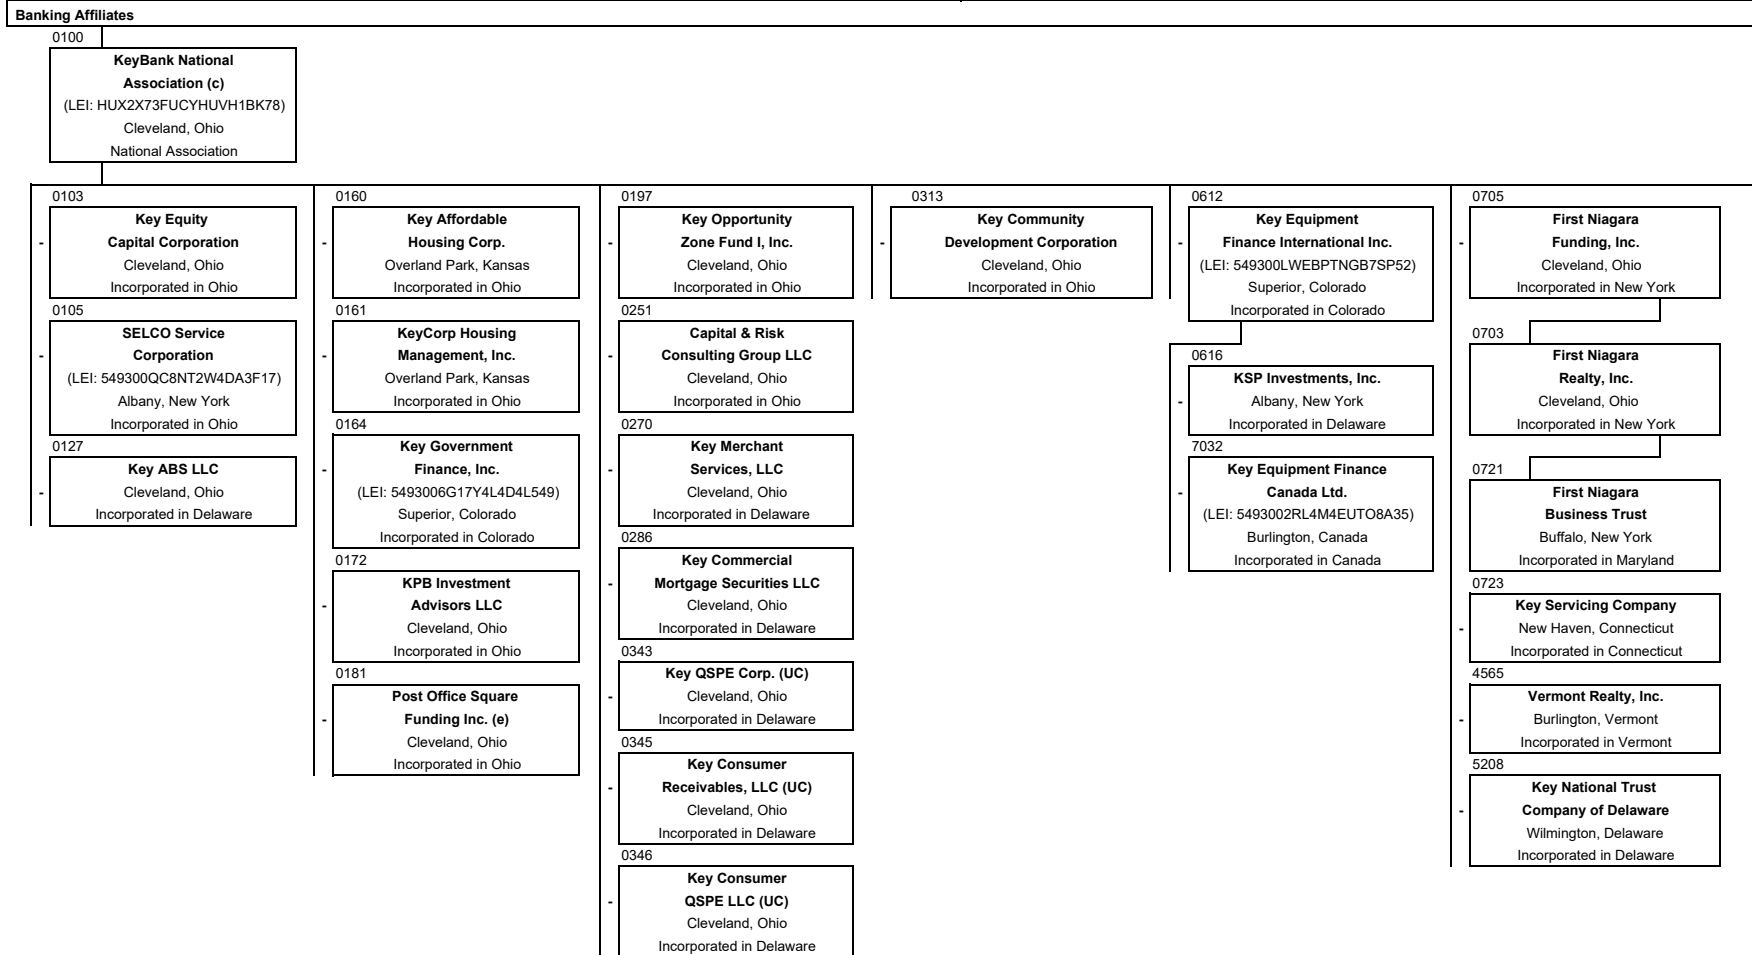 Banking Affiliates
0100
KeyBank National
Association (c)
(LEI: HUX2X73FUCYHUVH1BK78)
Cleveland, Ohio
National Association
0103
Key Equity
- Capital Corporation
Cleveland, Ohio
Incorporated in Ohio
0105
SELCO Service
- Corporation
(LEI: 549300QC8NT2W4DA3F17)
Albany, New York
Incorporated in Ohio
0127
Key ABS LLC
- Cleveland, Ohio
Incorporated in Delaware
0160
Key Affordable
- Housing Corp.
Overland Park, Kansas
Incorporated in Ohio
0161
KeyCorp Housing
- Management, Inc.
Overland Park, Kansas
Incorporated in Ohio
0164
Key Government
- Finance, Inc.
(LEI: 5493006G17Y4L4D4L549)
Superior, Colorado
Incorporated in Colorado
0172
KPB Investment
- Advisors LLC
Cleveland, Ohio
Incorporated in Ohio
0181
Post Office Square
- Funding Inc. (e)
Cleveland, Ohio
Incorporated in Ohio
0197
Key Opportunity
- Zone Fund I, Inc.
Cleveland, Ohio
Incorporated in Ohio
0251
Capital & Risk
- Consulting Group LLC
Cleveland, Ohio
Incorporated in Ohio
0270
Key Merchant
- Services, LLC
Cleveland, Ohio
Incorporated in Delaware
0286
Key Commercial
- Mortgage Securities LLC
Cleveland, Ohio
Incorporated in Delaware
0343
Key QSPE Corp. (UC)
- Cleveland, Ohio
Incorporated in Delaware
0345
Key Consumer
- Receivables, LLC (UC)
Cleveland, Ohio
Incorporated in Delaware
0346
Key Consumer
- QSPE LLC (UC)
Cleveland, Ohio
Incorporated in Delaware
0313
Key Community
- Development Corporation
Cleveland, Ohio
Incorporated in Ohio
0612
Key Equipment
- Finance International Inc.
(LEI: 549300LWEBPTNGB7SP52)
Superior, Colorado
Incorporated in Colorado
0616
KSP Investments, Inc.
- Albany, New York
Incorporated in Delaware
7032
Key Equipment Finance
- Canada Ltd.
(LEI: 5493002RL4M4EUTO8A35)
Burlington, Canada
Incorporated in Canada
0705
First Niagara
- Funding, Inc.
Cleveland, Ohio
Incorporated in New York
0703
First Niagara
Realty, Inc.
Cleveland, Ohio
Incorporated in New York
0721
First Niagara
Business Trust
Buffalo, New York
Incorporated in Maryland
0723
Key Servicing Company
- New Haven, Connecticut
Incorporated in Connecticut
4565
Vermont Realty, Inc.
- Burlington, Vermont
Incorporated in Vermont
5208
Key National Trust
- Company of Delaware
Wilmington, Delaware
Incorporated in Delaware